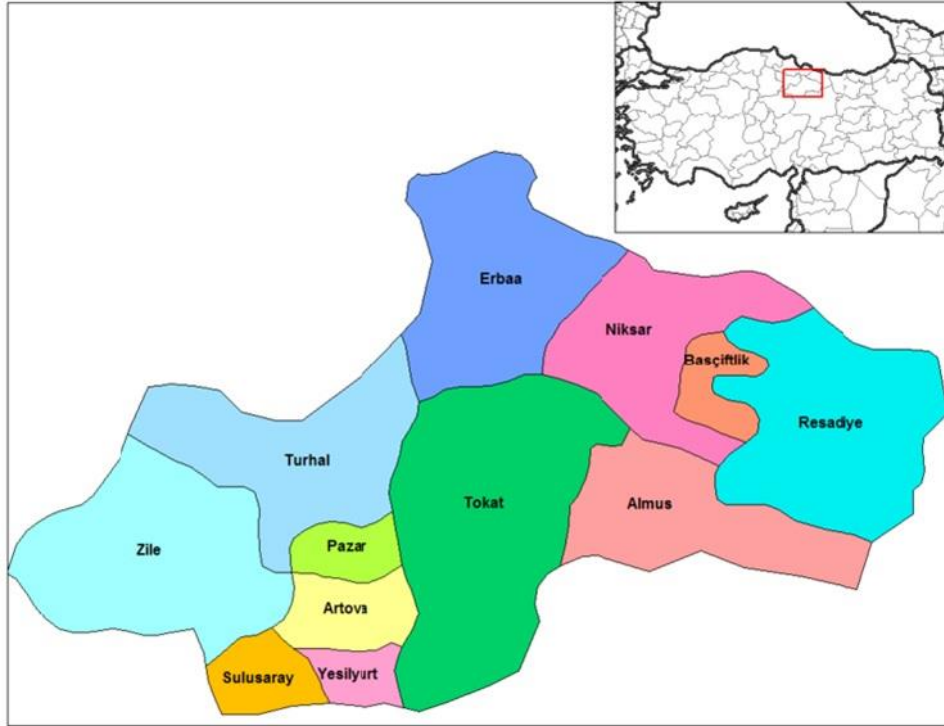 Erbaa
Niksar
Basçiftlik
Resadiye
Turhal
Tokat
Almus
Zile
Pazar
Artova
Sulusaray
Yesilyurt